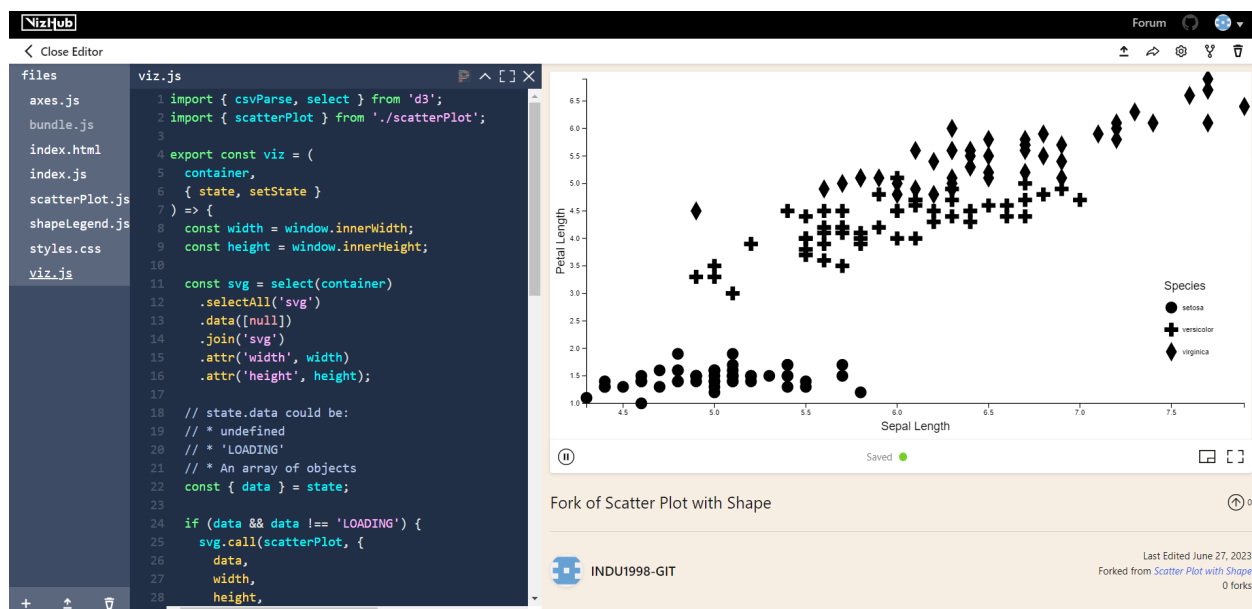 VizHub
Forum
Close Editor
files
axes.js
bundle.js
index.html
index.js
scatterPlot.js
shapeLegend.js
styles.css
viz.js
viz.js
1 import { csvParse, select } from 'd3';
2 import { scatterPlot } from './scatterPlot';
3
4 export const viz = (
5 container,
6 { state, setState }
7 ) => {
8 const width = window.innerWidth;
9 const height = window.innerHeight;
10
11 const svg = select(container)
12 .selectAll('svg')
13 .data([null])
14 .join('svg')
15 .attr('width', width)
16 .attr('height', height);
17
18 // state.data could be:
19 // * undefined
20 // * 'LOADING'
21 // * An array of objects
22 const { data } = state;
23
24 if (data && data !== 'LOADING') {
25 svg.call(scatterPlot, {
26 data,
27 width,
28 height,
6.5
6.0
5.5
5.0
4.5
4.0
3.5
3.0
2.5
2.0
1.5
1.0
Petal Length
4.5 5.0 5.5 6.0 6.5 7.0 7.5
Sepal Length
Species
setosa
versicolor
virginica
Saved
Fork of Scatter Plot with Shape
0
INDU1998-GIT
Last Edited June 27, 2023
Forked from Scatter Plot with Shape
0 forks